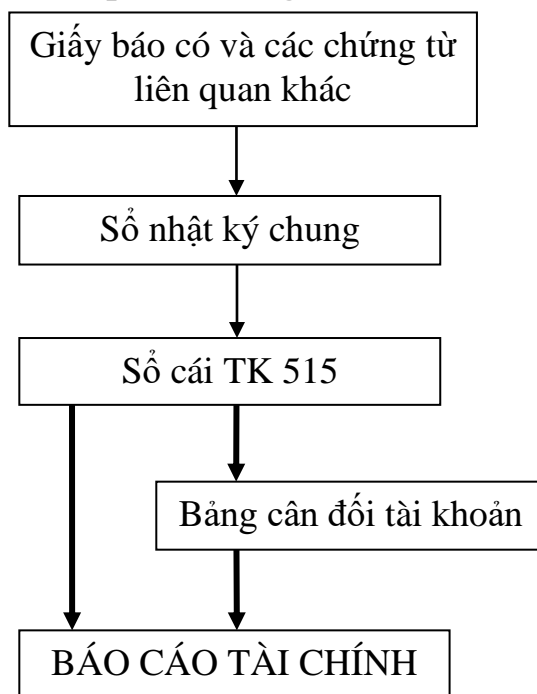 Giấy báo có và các chứng từ
liên quan khác
Sổ nhật ký chung
Sổ cái TK 515
Bảng cân đối tài khoản
BÁO CÁO TÀI CHÍNH